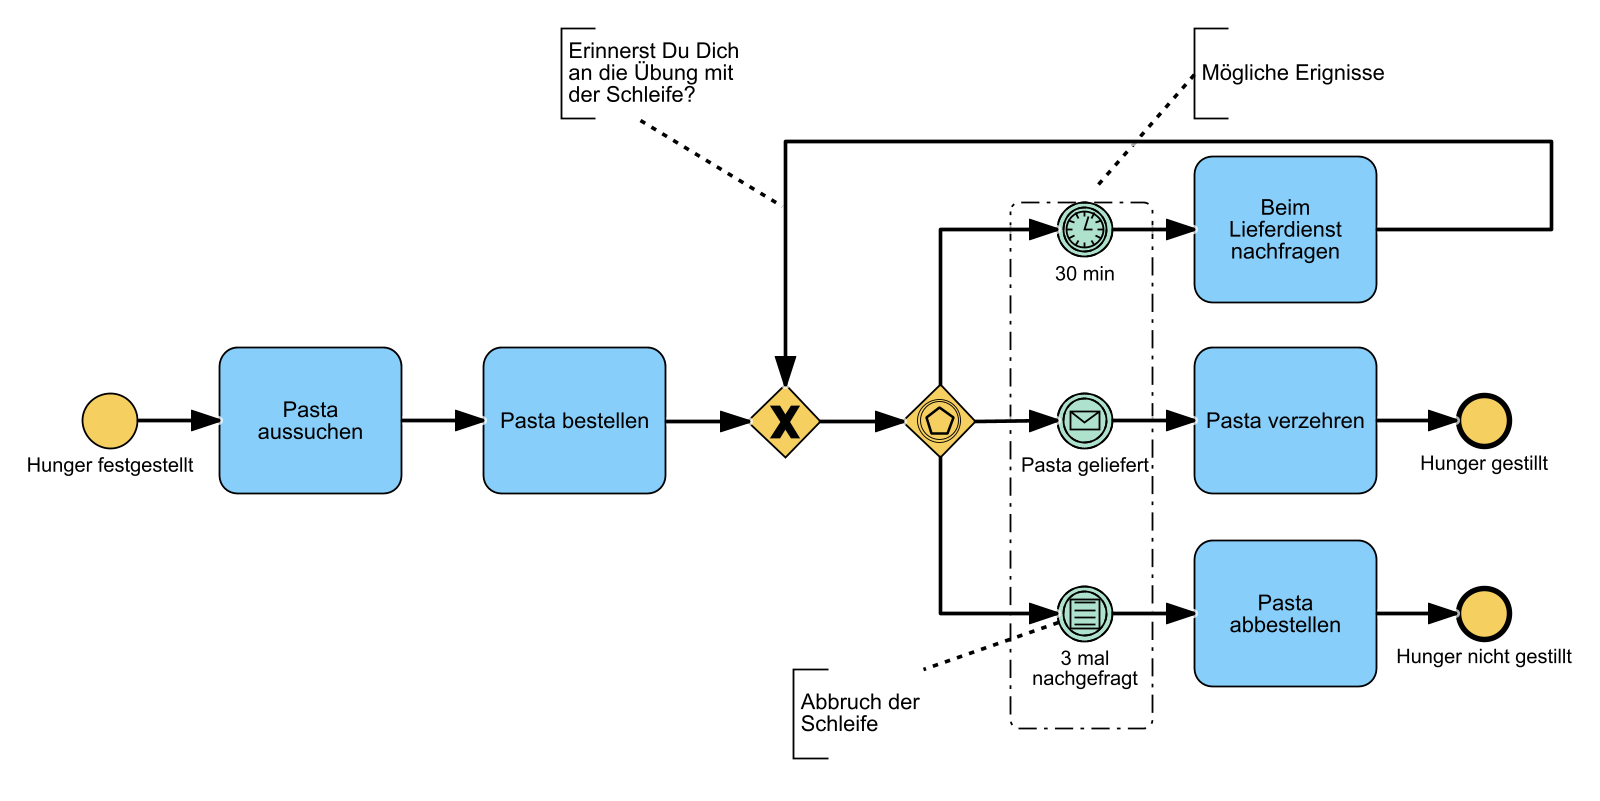 Erinnerst Du Dich
an die Übung mit
der Schleife?
Mögliche Erignisse
Beim
Lieferdienst
nachfragen
30 min
Pasta
aussuchen
Pasta bestellen
X
Pasta verzehren
Hunger festgestellt
Pasta geliefert
Hunger gestillt
Pasta
abbestellen
3 mal
nachgefragt
Hunger nicht gestillt
Abbruch der
Schleife